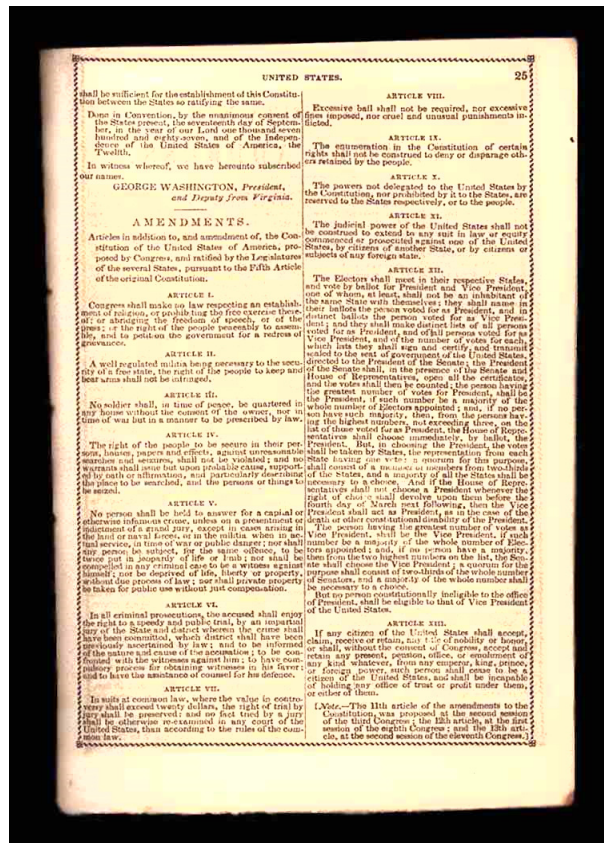 UNITED STATES.
25
shall be sufficient for the establishment of this Constitu-
tion between the States so ratifying the same.
Done in Convention, by the unanimous consent of
the States present, the seventeenth day of Septem-
ber, in the year of our Lord one thousand seven
hundred and eighty-seven, and of the Indepen-
dence of the United States of America, the
Twelfth.
In witness whereof, we have hereunto subscribed
our names.
GEORGE WASHINGTON, President,
and Deputy from Virginia.
AMENDMENTS.
Articles in addition to, and amendment of, the Con-
stitution of the United States of America, pro-
posed by Congress, and ratified by the Legislatures
of the several States, pursuant to the Fifth Article
of the original Constitution.
ARTICLE I.
Congress shall make no law respecting an establish-
ment of religion, or prohibiting the free exercise there-
of; or abridging the freedom of speech, or of the
press; or the right of the people peaceably to assem-
ble, and to petition the government for a redress of
grievances.
ARTICLE II.
A well regulated militia being necessary to the secu-
rity of a free state, the right of the people to keep and
bear arms shall not be infringed.
ARTICLE III.
No soldier shall, in time of peace, be quartered in
any house without the consent of the owner, nor in
time of war but in a manner to be prescribed by law.
ARTICLE IV.
The right of the people to be secure in their per-
sons, houses, papers and effects, against unreasonable
searches and seizures, shall not be violated; and no
warrants shall issue but upon probable cause, support-
ed by oath or affirmation, and particularly describing
the place to be searched, and the persons or things to
be seized.
ARTICLE V.
No person shall be held to answer for a capital or
otherwise infamous crime, unless on a presentment or
indictment of a grand jury, except in cases arising in
the land or naval forces, or in the militia when in ac-
tual service, in time of war or public danger; nor shall
any person be subject, for the same offence, to be
twice put in jeopardy of life or limb; nor shall be
compelled in any criminal case to be a witness against
himself; nor be deprived of life, liberty or property,
without due process of law; nor shall private property
be taken for public use without just compensation.
ARTICLE VI.
In all criminal prosecutions, the accused shall enjoy
the right to a speedy and public trial, by an impartial
jury of the State and district wherein the crime shall
have been committed, which district shall have been
previously ascertained by law; and to be informed
of the nature and cause of the accusation; to be con-
fronted with the witnesses against him; to have com-
pulsory process for obtaining witnesses in his favor;
and to have the assistance of counsel for his defence.
ARTICLE VII.
In suits at common law, where the value in contro-
versy shall exceed twenty dollars, the right of trial by
jury shall be preserved; and no fact tried by a jury
shall be otherwise re-examined in any court of the
United States, than according to the rules of the com-
mon law.
ARTICLE VIII.
Excessive bail shall not be required, nor excessive
fines imposed, nor cruel and unusual punishments in-
flicted.
ARTICLE IX.
The enumeration in the Constitution of certain
rights shall not be construed to deny or disparage oth-
ers retained by the people.
ARTICLE X.
The powers not delegated to the United States by
the Constitution, nor prohibited by it to the States, are
reserved to the States respectively, or to the people.
ARTICLE XI.
The judicial power of the United States shall not
be construed to extend to any suit in law or equity
commenced or prosecuted against one of the United
States, by citizens of another State, or by citizens or
subjects of any foreign state.
ARTICLE XII.
The Electors shall meet in their respective States,
and vote by ballot for President and Vice President,
one of whom, at least, shall not be an inhabitant of
the same State with themselves; they shall name in
their ballots the person voted for as President, and in
distinct ballots the person voted for as Vice Presi-
dent; and they shall make distinct lists of all persons
voted for as President, and of all persons voted for as
Vice President, and of the number of votes for each,
which lists they shall sign and certify, and transmit
sealed to the seat of government of the United States,
directed to the President of the Senate; the President
of the Senate shall, in the presence of the Senate and
House of Representatives, open all the certificates,
and the votes shall then be counted; the person having
the greatest number of votes for President, shall be
the President, if such number be a majority of the
whole number of Electors appointed; and, if no per-
son have such majority, then, from the persons hav-
ing the highest numbers, not exceeding three, on the
list of those voted for as President, the House of Repre-
sentatives shall choose immediately, by ballot, the
President. But, in choosing the President, the votes
shall be taken by States, the representation from each
State having one vote; a quorum for this purpose,
shall consist of a member or members from two-thirds
of the States, and a majority of all the States shall be
necessary to a choice. And if the House of Repre-
sentatives shall not choose a President whenever the
right of choice shall devolve upon them before the
fourth day of March next following, then the Vice
President shall act as President, as in the case of the
death or other constitutional disability of the President.
The person having the greatest number of votes as
Vice President, shall be the Vice President, if such
number be a majority of the whole number of Elec-
tors appointed; and, if no person have a majority,
then from the two highest numbers on the list, the Sen-
ate shall choose the Vice President; a quorum for the
purpose shall consist of two-thirds of the whole number
of Senators, and a majority of the whole number shall
be necessary to a choice.
But no person constitutionally ineligible to the office
of President, shall be eligible to that of Vice President
of the United States.
ARTICLE XIII.
If any citizen of the United States shall accept,
claim, receive or retain, any title of nobility or honor,
or shall, without the consent of Congress, accept and
retain any present, pension, office, or emolument of
any kind whatever, from any emperor, king, prince,
or foreign power, such person shall cease to be a
citizen of the United States, and shall be incapable
of holding any office of trust or profit under them,
or either of them.
[Note.—The 11th article of the amendments to the
Constitution, was proposed at the second session
of the third Congress; the 12th article, at the first
session of the eighth Congress; and the 13th arti-
cle, at the second session of the eleventh Congress.]